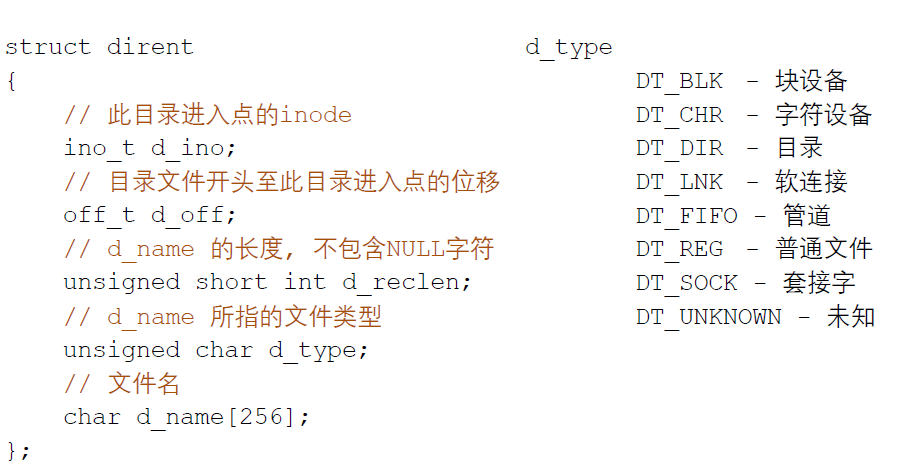 struct dirent
{
// 此目录进入点的inode
ino_t d_ino;
// 目录文件开头至此目录进入点的位移
off_t d_off;
// d_name 的长度, 不包含NULL字符
unsigned short int d_reclen;
// d_name 所指的文件类型
unsigned char d_type;
// 文件名
char d_name[256];
};
d_type
DT_BLK - 块设备
DT_CHR - 字符设备
DT_DIR - 目录
DT_LNK - 软连接
DT_FIFO - 管道
DT_REG - 普通文件
DT_SOCK - 套接字
DT_UNKNOWN - 未知